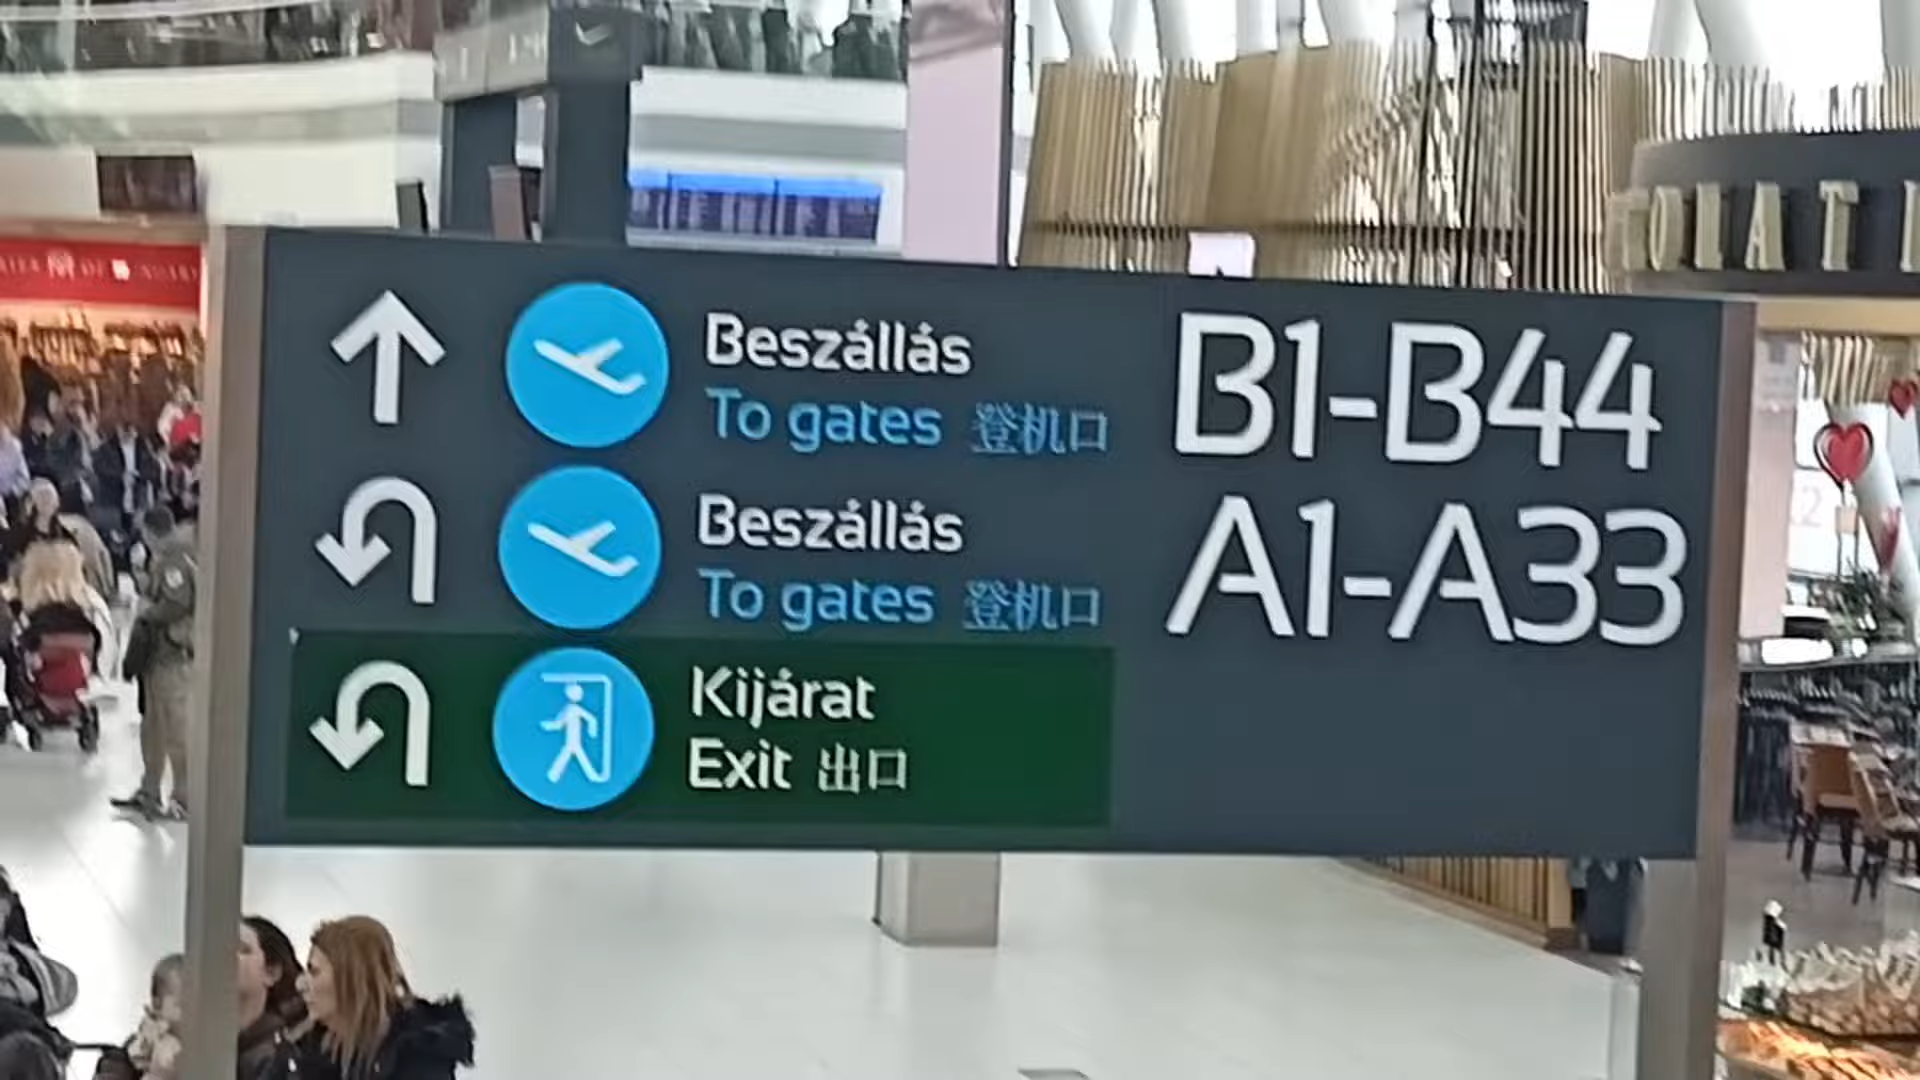 Beszállás
To gates 登机口
B1-B44
Beszállás
To gates 登机口
A1-A33
Kijárat
Exit 出口